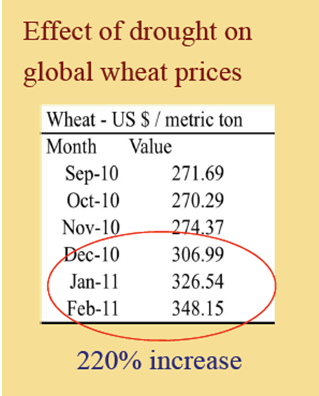 Effect of drought on
global wheat prices
Wheat - US $ / metric ton
Month Value
Sep-10 271.69
Oct-10 270.29
Nov-10 274.37
Dec-10 306.99
Jan-11 326.54
Feb-11 348.15
220% increase